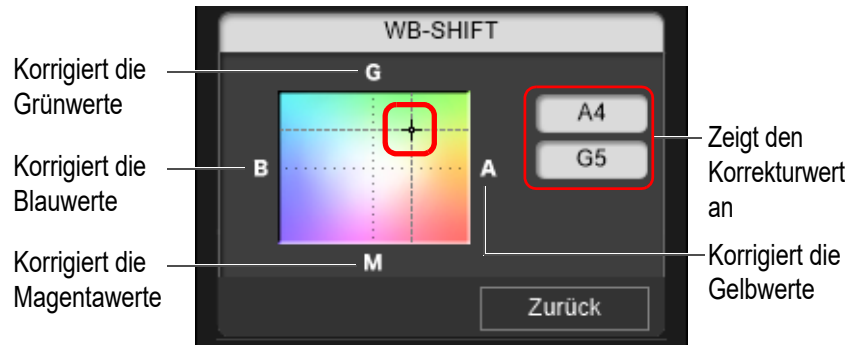 WB-SHIFT
Korrigiert die
Grünwerte
G
A4
G5
Zeigt den
Korrekturwert
an
Korrigiert die
Blauwerte
B
A
Korrigiert die
Magentawerte
M
Korrigiert die
Gelbwerte
Zurück